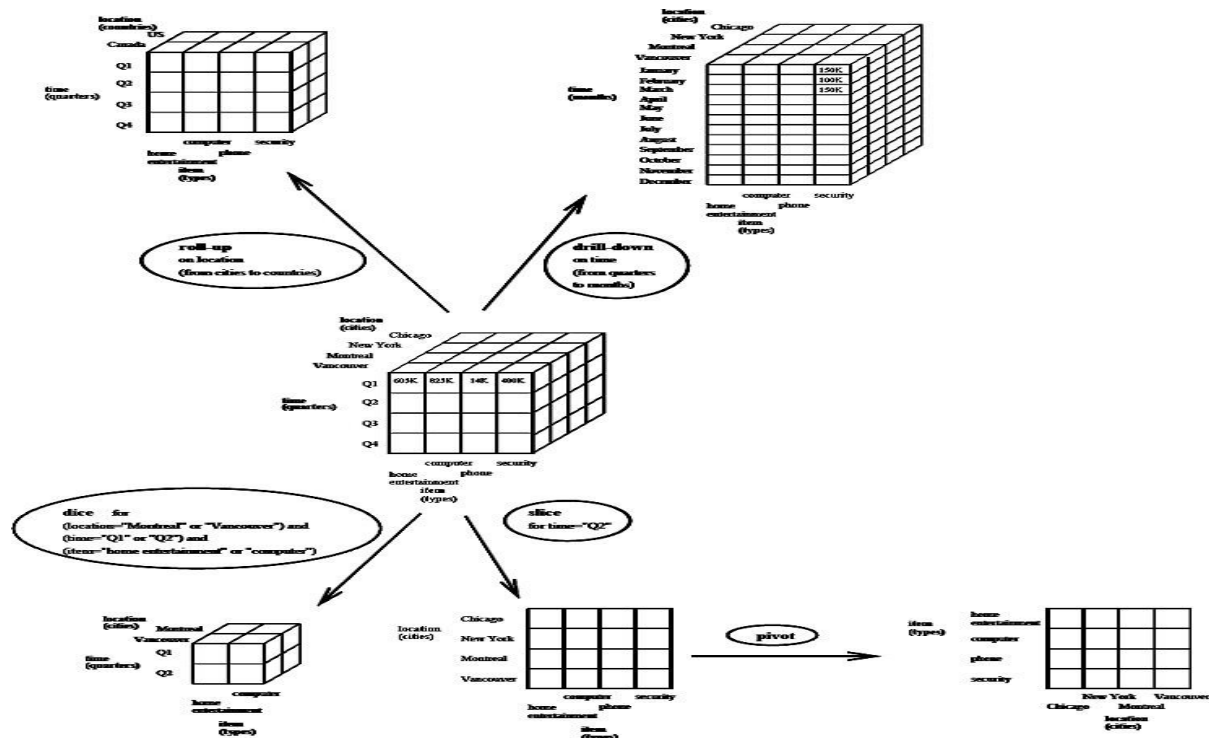 location
(countries)
US
Canada
Q1
Q2
Q3
Q4
time
(quarters)
computer
security
home
entertainment
phone
item
(types)
location
(cities)
Chicago
New York
Montreal
Vancouver
January
February
March
April
May
June
July
August
September
October
November
December
150K
100K
150K
time
(months)
computer
security
home
entertainment
phone
item
(types)
roll-up
on location
(from cities to countries)
drill-down
on time
(from quarters
to months)
location
(cities)
Chicago
New York
Montreal
Vancouver
Q1 605K 825K 14K 400K
Q2
Q3
Q4
time
(quarters)
computer
security
home
entertainment
phone
item
(types)
dice for
(location="Montreal" or "Vancouver") and
(time="Q1" or "Q2") and
(item="home entertainment" or "computer")
slice
for time="Q2"
location
(cities)
Montreal
Vancouver
Q1
Q2
time
(quarters)
computer
home
entertainment
item
(types)
location
(cities)
Chicago
New York
Montreal
Vancouver
computer
security
home
entertainment
phone
item
(types)
pivot
item
(types)
home
entertainment
computer
phone
security
New York
Vancouver
Chicago
Montreal
location
(cities)